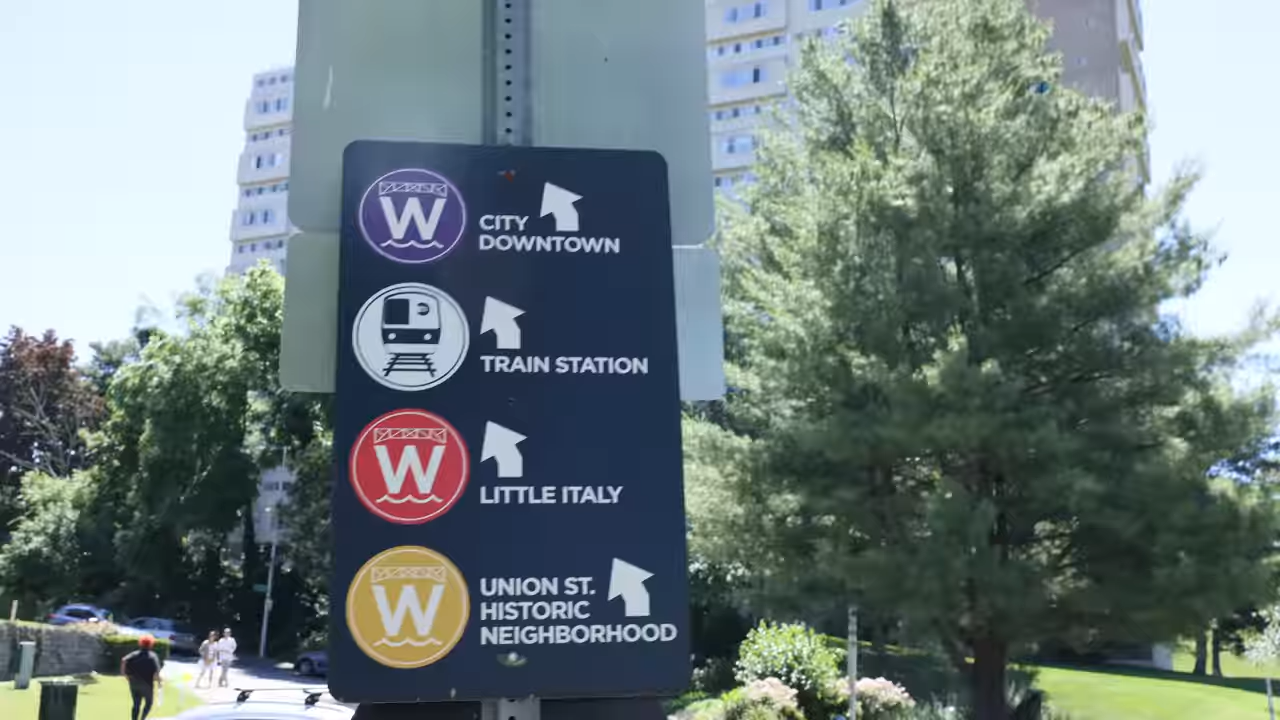 W
CITY
DOWNTOWN
TRAIN STATION
W
LITTLE ITALY
W
UNION ST.
HISTORIC
NEIGHBORHOOD